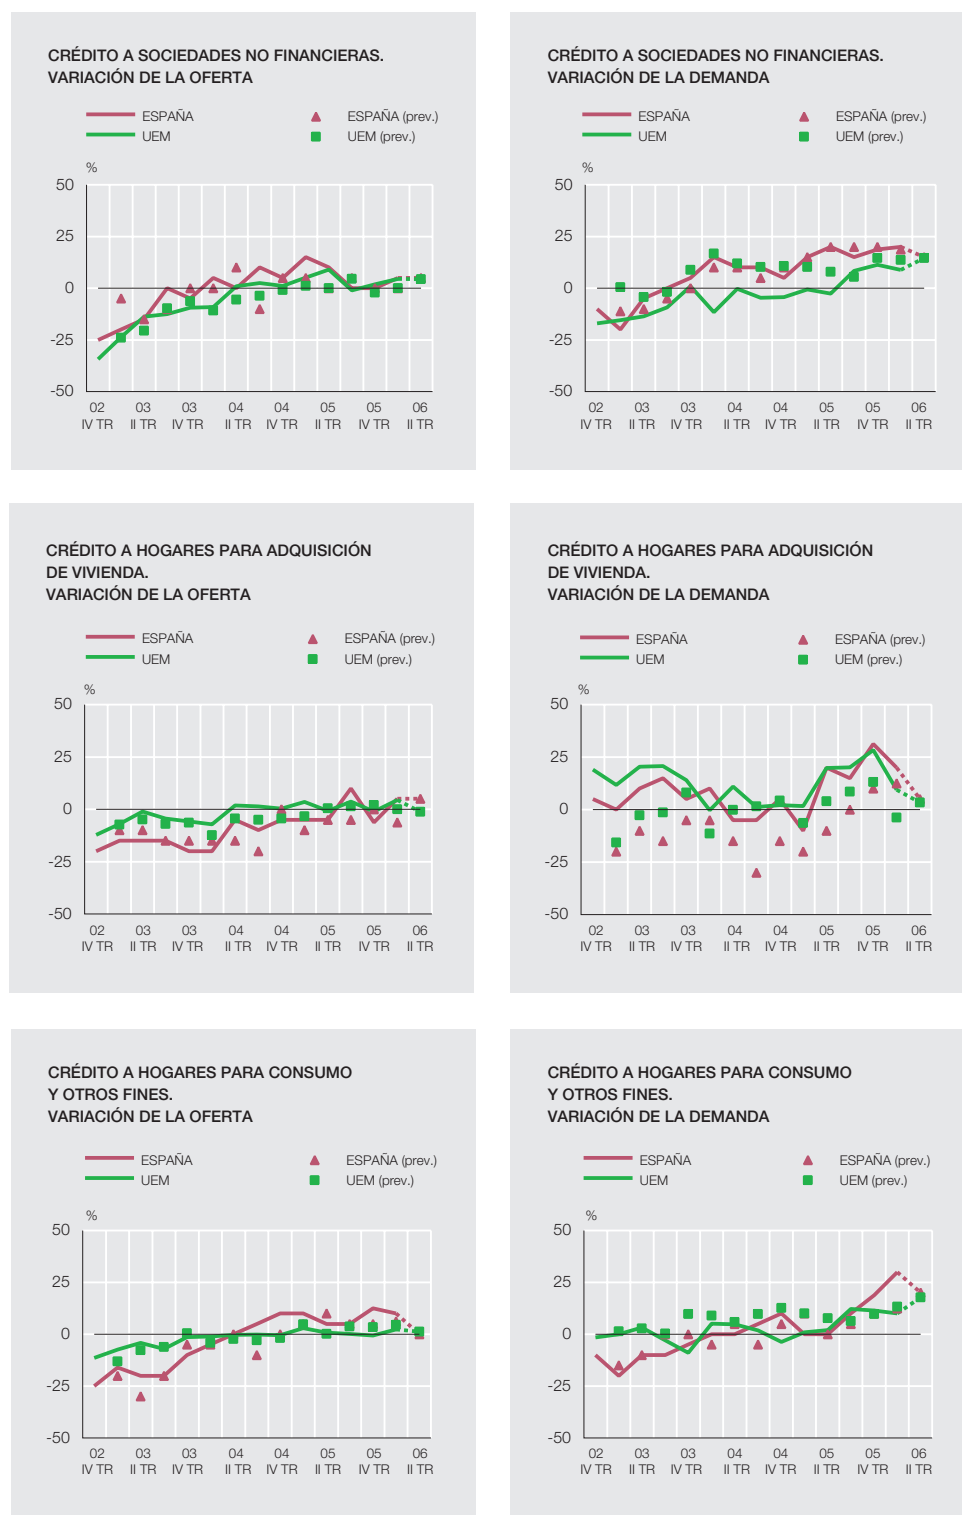 CRÉDITO A SOCIEDADES NO FINANCIERAS.
VARIACIÓN DE LA OFERTA
ESPAÑA
ESPAÑA (prev.)
UEM
UEM (prev.)
%
50
25
0
-25
-50
02 03 03 04 04 05 05 06
IV TR II TR IV TR II TR IV TR II TR IV TR II TR
CRÉDITO A SOCIEDADES NO FINANCIERAS.
VARIACIÓN DE LA DEMANDA
ESPAÑA
ESPAÑA (prev.)
UEM
UEM (prev.)
%
50
25
0
-25
-50
02 03 03 04 04 05 05 06
IV TR II TR IV TR II TR IV TR II TR IV TR II TR
CRÉDITO A HOGARES PARA ADQUISICIÓN
DE VIVIENDA.
VARIACIÓN DE LA OFERTA
ESPAÑA
ESPAÑA (prev.)
UEM
UEM (prev.)
%
50
25
0
-25
-50
02 03 03 04 04 05 05 06
IV TR II TR IV TR II TR IV TR II TR IV TR II TR
CRÉDITO A HOGARES PARA ADQUISICIÓN
DE VIVIENDA.
VARIACIÓN DE LA DEMANDA
ESPAÑA
ESPAÑA (prev.)
UEM
UEM (prev.)
%
50
25
0
-25
-50
02 03 03 04 04 05 05 06
IV TR II TR IV TR II TR IV TR II TR IV TR II TR
CRÉDITO A HOGARES PARA CONSUMO
Y OTROS FINES.
VARIACIÓN DE LA OFERTA
ESPAÑA
ESPAÑA (prev.)
UEM
UEM (prev.)
%
50
25
0
-25
-50
02 03 03 04 04 05 05 06
IV TR II TR IV TR II TR IV TR II TR IV TR II TR
CRÉDITO A HOGARES PARA CONSUMO
Y OTROS FINES.
VARIACIÓN DE LA DEMANDA
ESPAÑA
ESPAÑA (prev.)
UEM
UEM (prev.)
%
50
25
0
-25
-50
02 03 03 04 04 05 05 06
IV TR II TR IV TR II TR IV TR II TR IV TR II TR